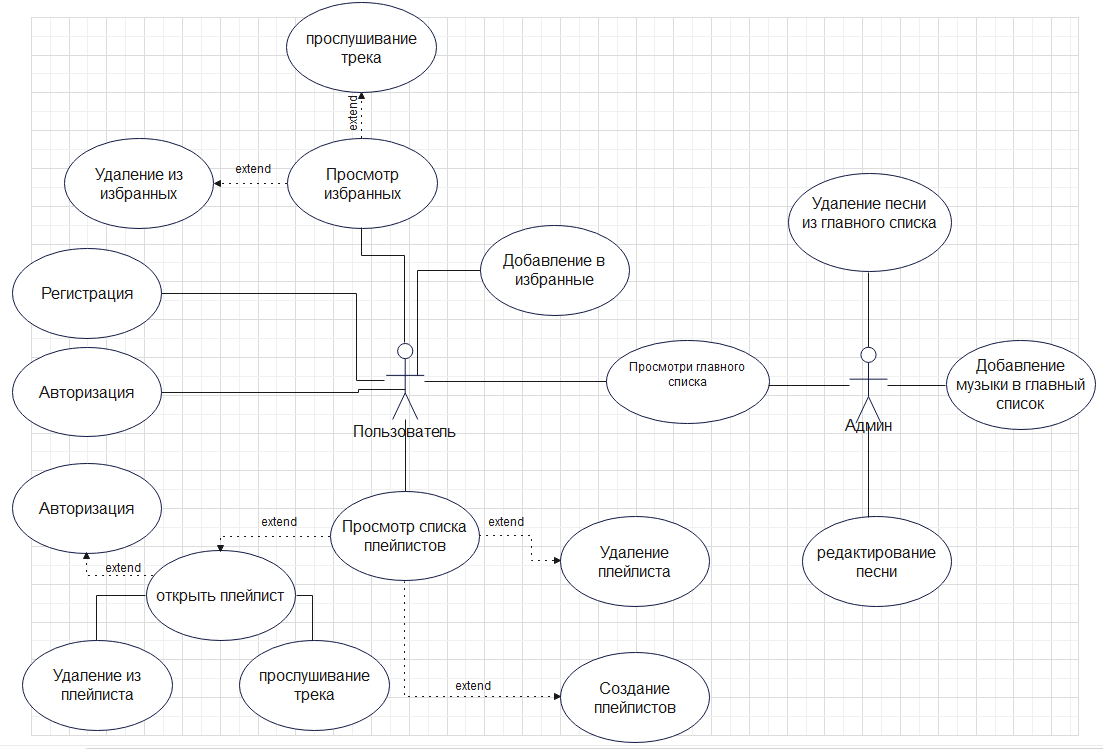 прослушивание
трека
extend
Удаление из
избранных
extend
Просмотр
избранных
Удаление песни
из главного списка
Добавление в
избранные
Регистрация
Просмотри главного
списка
Добавление
музыки в главный
список
Авторизация
Пользователь
Админ
Авторизация
extend
Просмотр списка
плейлистов
extend
Удаление
плейлиста
редактирование
песни
extend
открыть плейлист
Удаление из
плейлиста
прослушивание
трека
extend
Создание
плейлистов